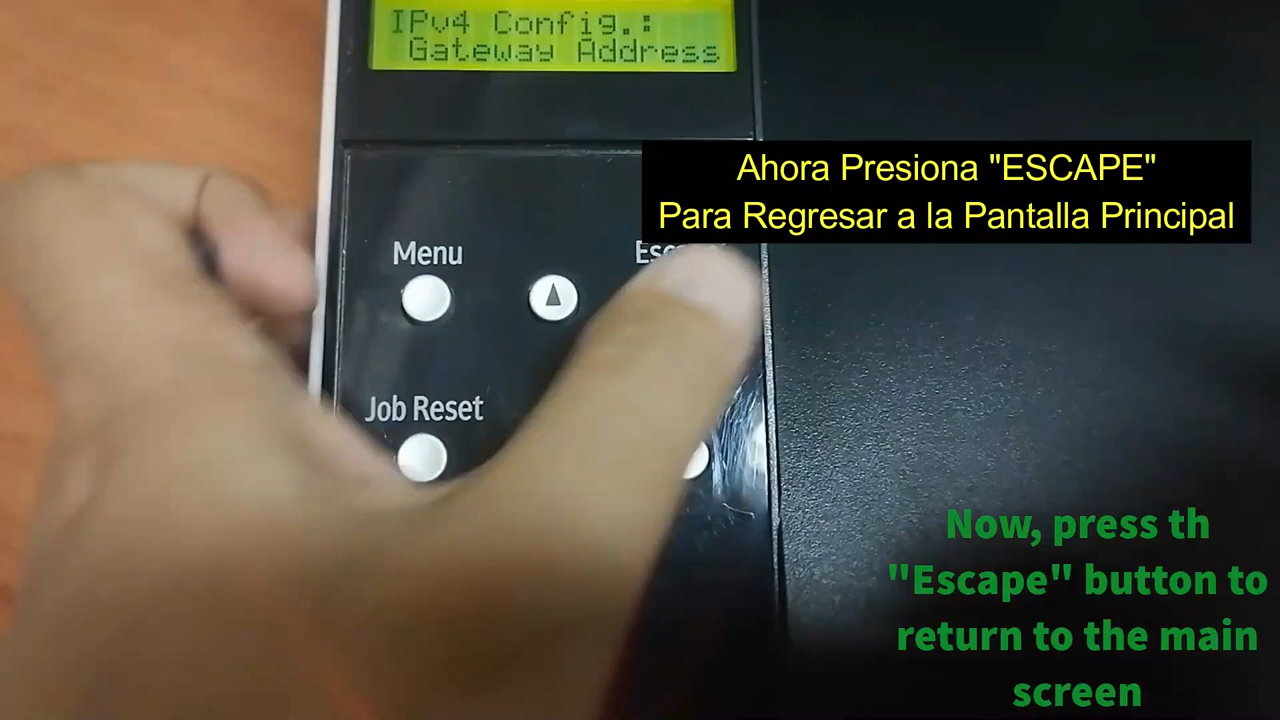 IPv4 Config.:
Gateway Address
Ahora Presiona "ESCAPE"
Para Regresar a la Pantalla Principal
Menu
Job Reset
Now, press th
"Escape" button to
return to the main
screen